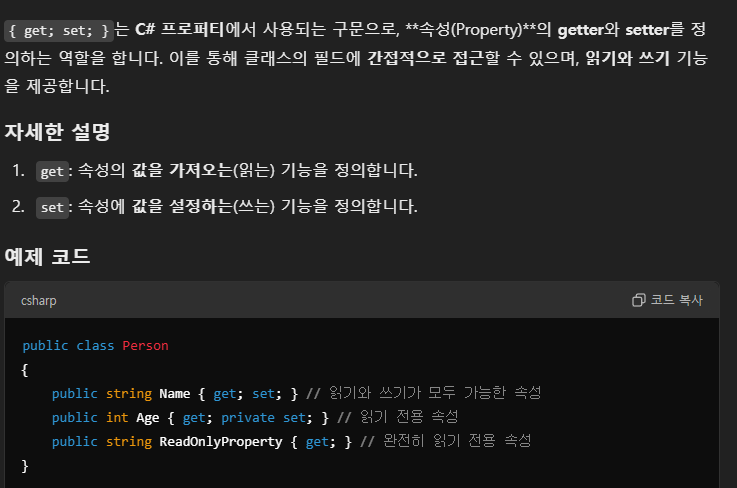 { get; set; }는 C# 프로퍼티에서 사용되는 구문으로, **속성(Property)**의 getter와 setter를 정
의하는 역할을 합니다. 이를 통해 클래스의 필드에 간접적으로 접근할 수 있으며, 읽기와 쓰기 기능
을 제공합니다.
자세한 설명
1. get: 속성의 값을 가져오는(읽는) 기능을 정의합니다.
2. set: 속성에 값을 설정하는(쓰는) 기능을 정의합니다.
예제 코드
csharp 코드 복사
public class Person
{
    public string Name { get; set; } // 읽기와 쓰기가 모두 가능한 속성
    public int Age { get; private set; } // 읽기 전용 속성
    public string ReadOnlyProperty { get; } // 완전히 읽기 전용 속성
}